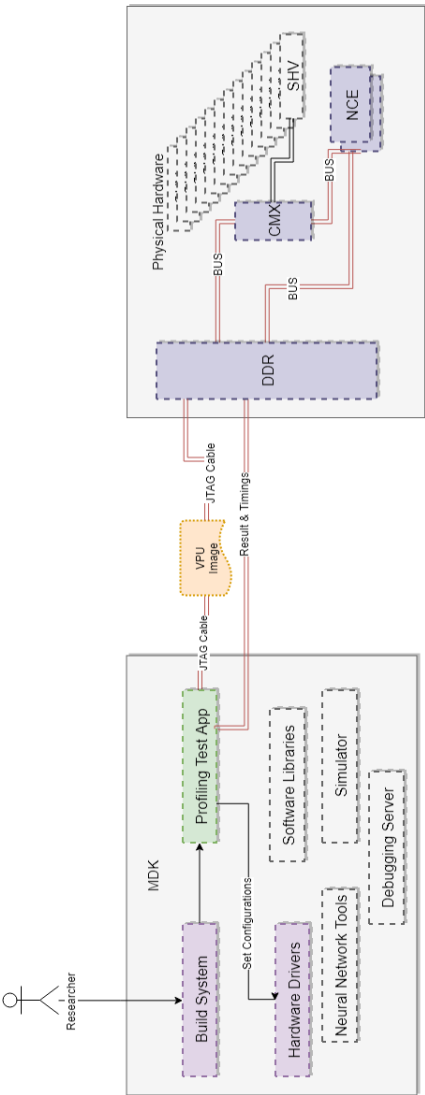 Researcher
MDK
Build System
Profiling Test App
Set Configurations
Hardware Drivers
Software Libraries
Neural Network Tools
Simulator
Debugging Server
JTAG Cable
VPU
Image
JTAG Cable
Result & Timings
Physical Hardware
DDR
BUS
BUS
BUS
CMX
SHV
NCE